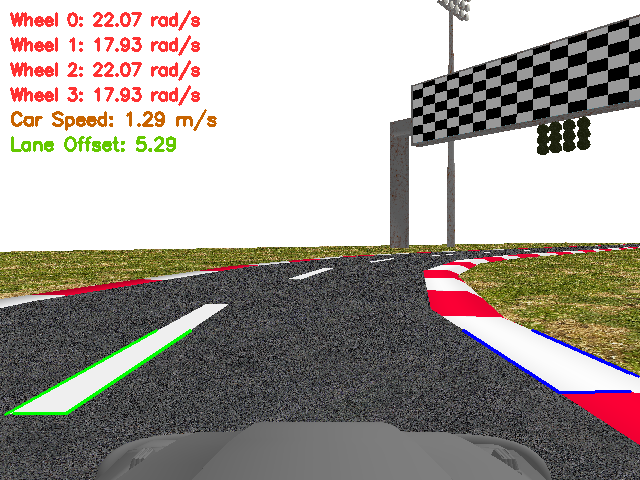 Wheel 0: 22.07 rad/s
Wheel 1: 17.93 rad/s
Wheel 2: 22.07 rad/s
Wheel 3: 17.93 rad/s
Car Speed: 1.29 m/s
Lane Offset: 5.29